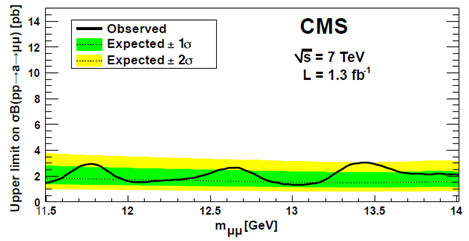 Upper limit on σB(pp→a→μμ) [pb]
14
12
10
8
6
4
2
0
Observed
Expected ± 1σ
Expected ± 2σ
CMS
√s = 7 TeV
L = 1.3 fb⁻¹
11.5 12 12.5 13 13.5 14
mμμ [GeV]